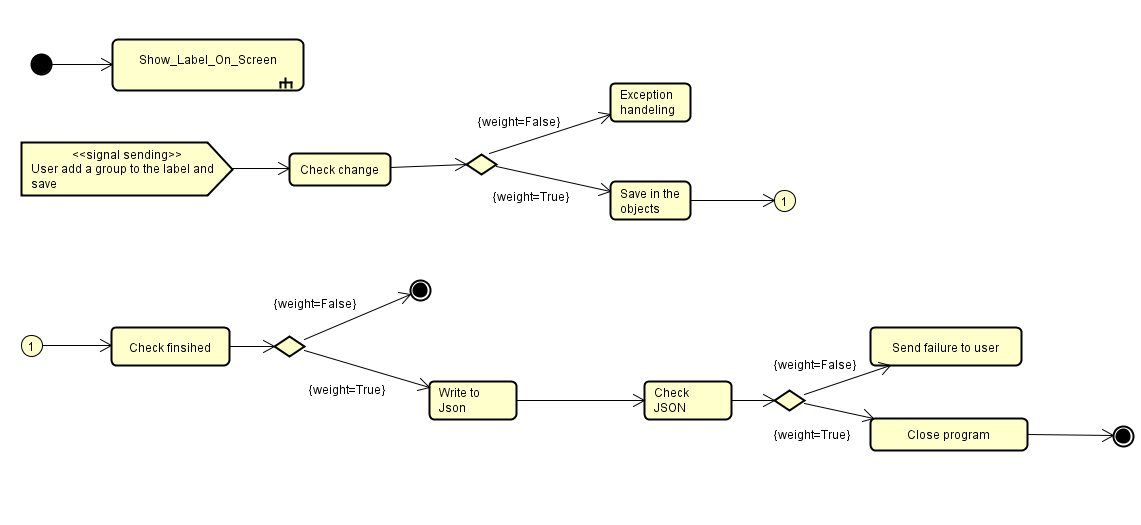 Show_Label_On_Screen
Exception
handeling
{weight=False}
<<signal sending>>
User add a group to the label and
save
Check change
{weight=True}
Save in the
objects
1
{weight=False}
1
Check finsihed
{weight=True}
Write to
Json
Check
JSON
{weight=False}
Send failure to user
{weight=True}
Close program